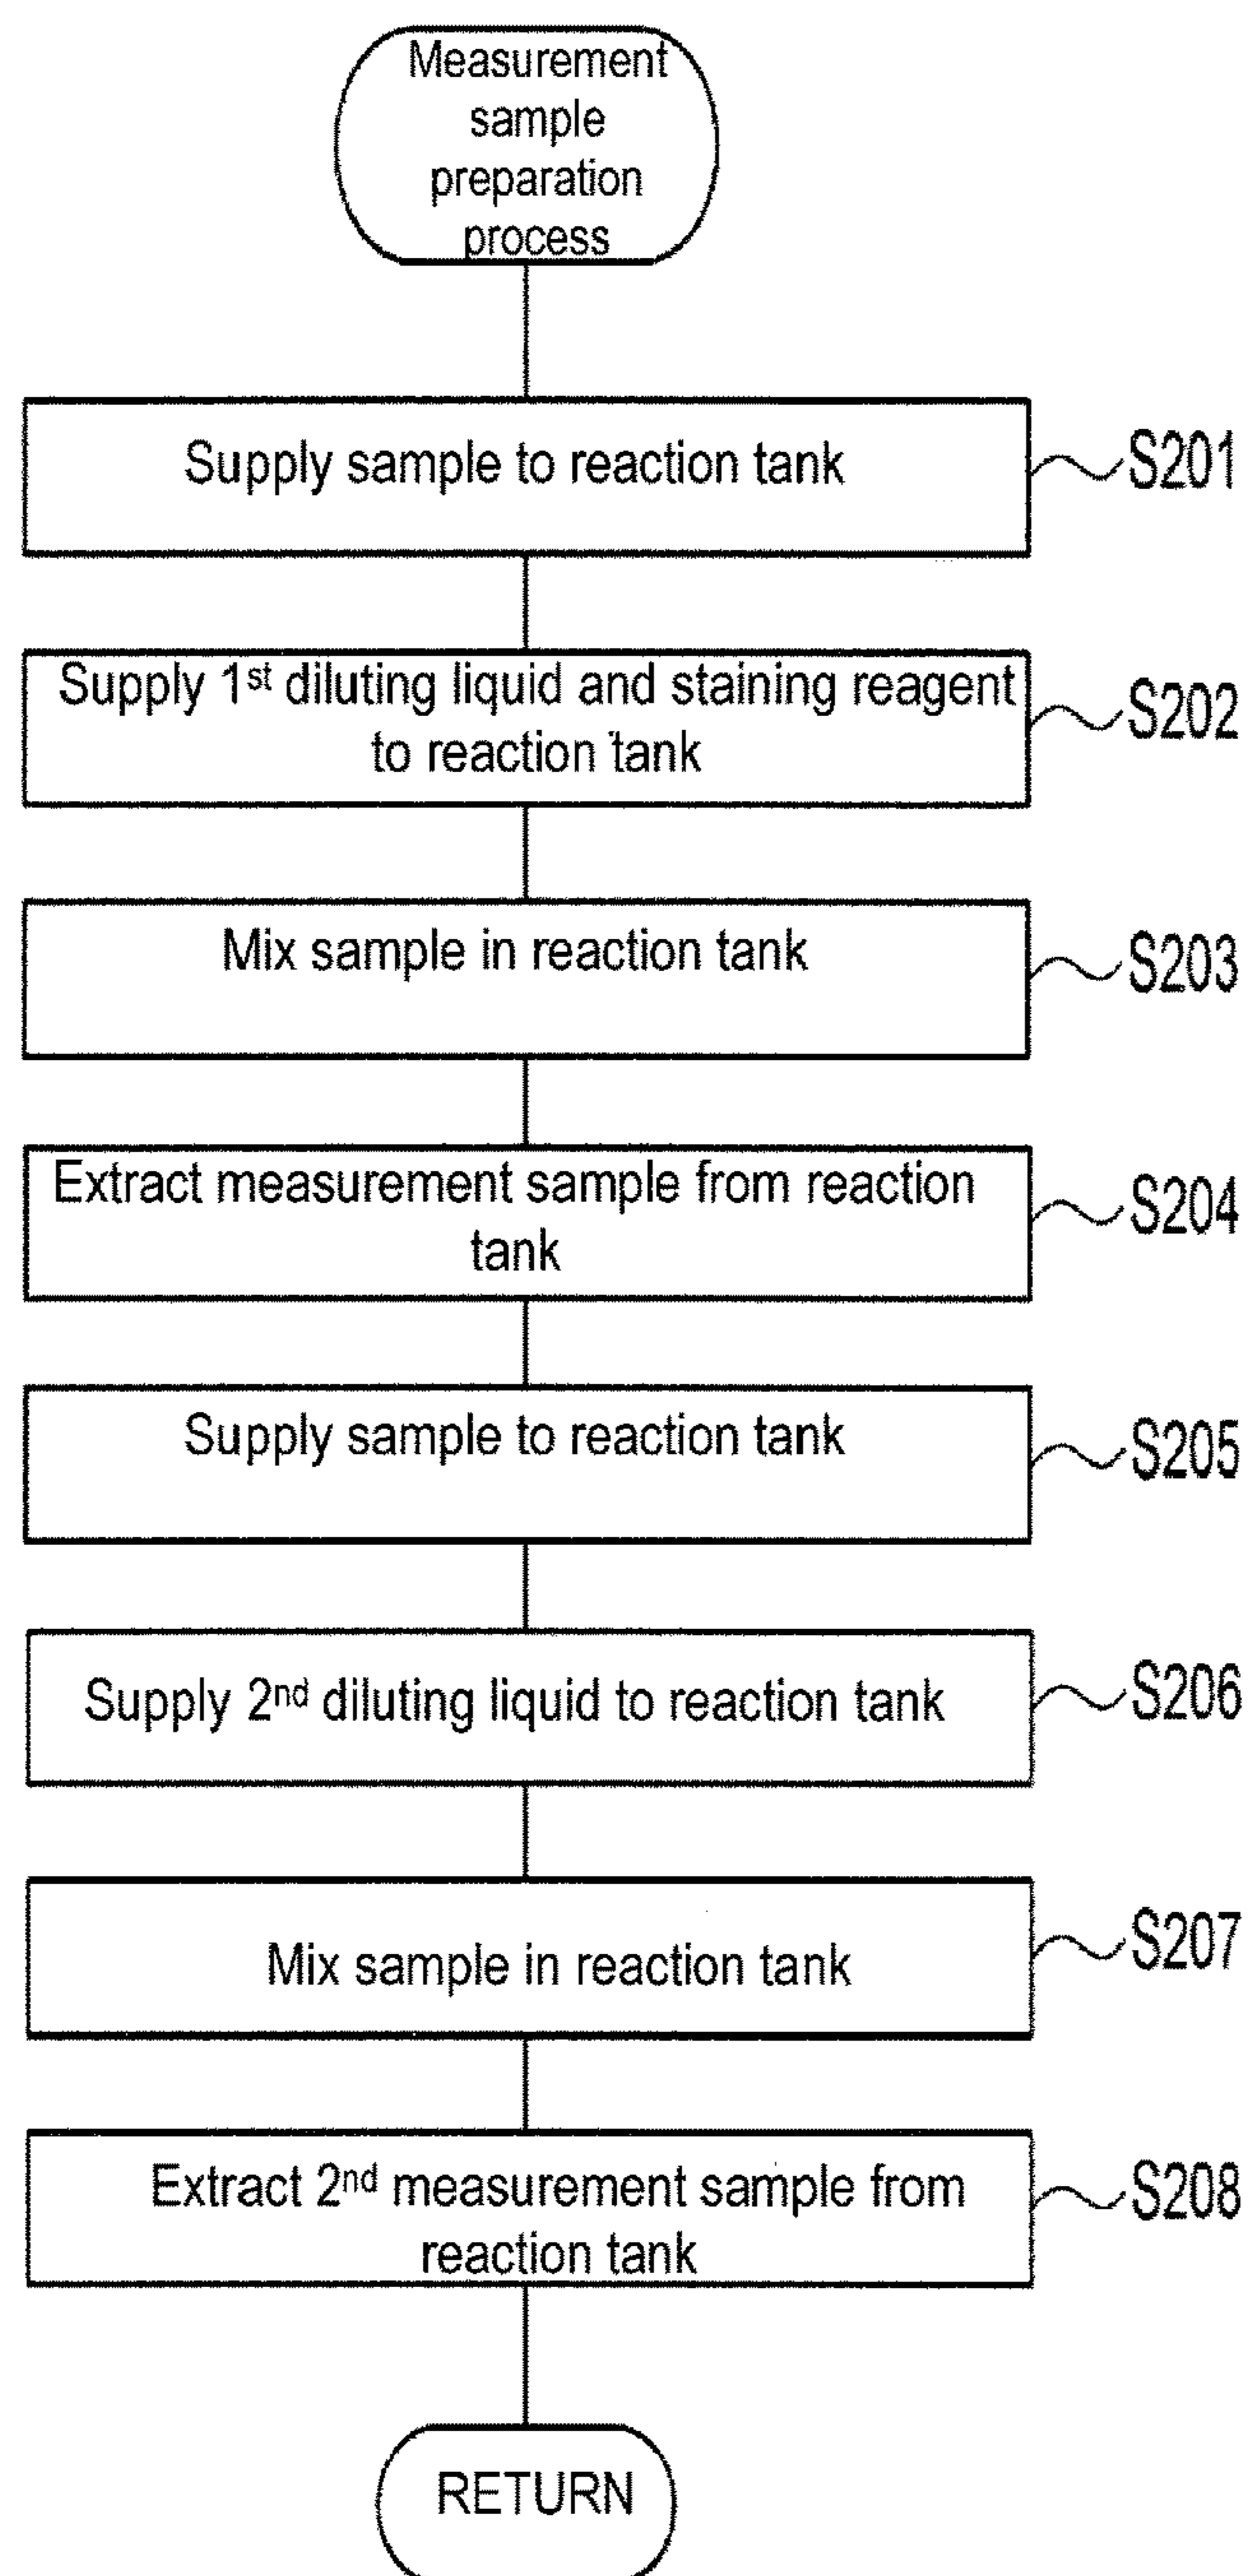 Measurement
sample
preparation
process
Supply sample to reaction tank
S201
Supply 1st diluting liquid and staining reagent
to reaction tank
S202
Mix sample in reaction tank
S203
Extract measurement sample from reaction
tank
S204
Supply sample to reaction tank
S205
Supply 2nd diluting liquid to reaction tank
S206
Mix sample in reaction tank
S207
Extract 2nd measurement sample from
reaction tank
S208
RETURN